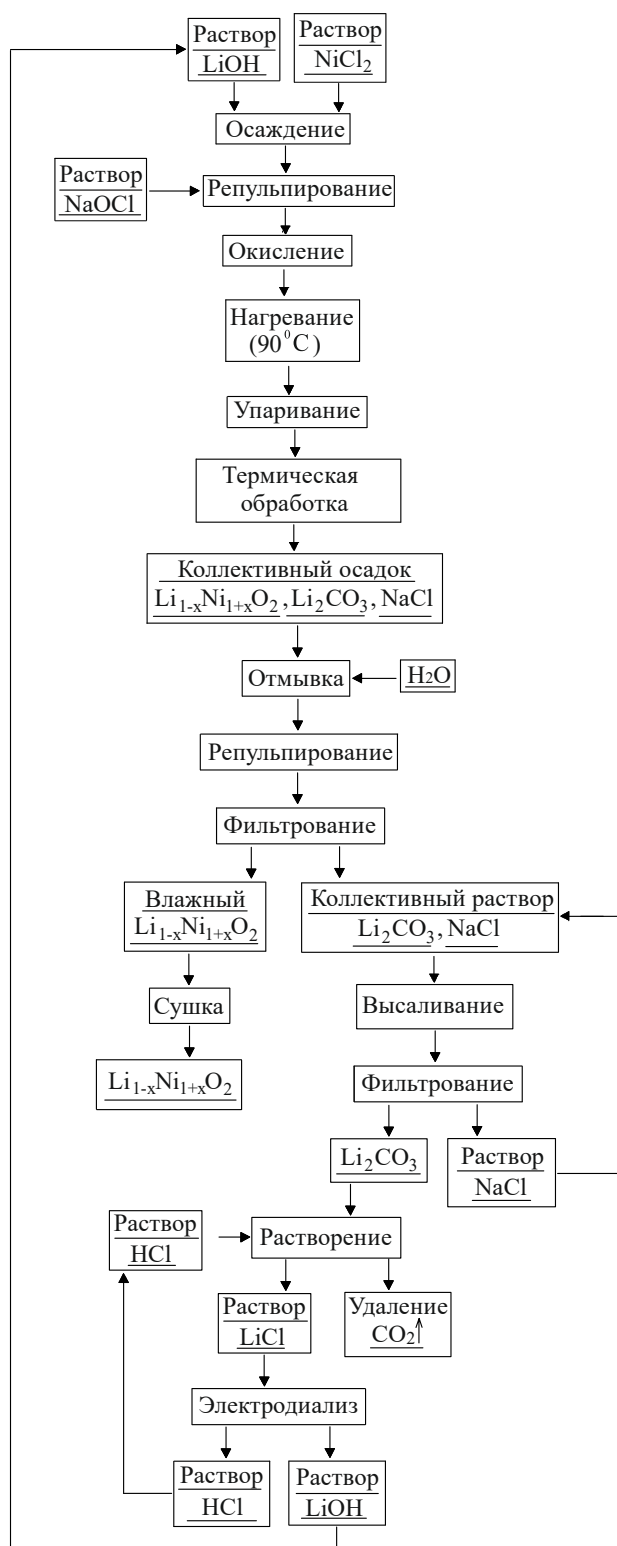 Раствор
LiOH
Раствор
NiCl₂
Осаждение
Раствор
NaOCl
Репульпирование
Окисление
Нагревание
(90⁰C)
Упаривание
Термическая
обработка
Коллективный осадок
Li₁₋ₓNi₁₊ₓO₂, Li₂CO₃, NaCl
Отмывка
H₂O
Репульпирование
Фильтрование
Влажный
Li₁₋ₓNi₁₊ₓO₂
Коллективный раствор
Li₂CO₃, NaCl
Сушка
Высаливание
Li₁₋ₓNi₁₊ₓO₂
Фильтрование
Li₂CO₃
Раствор
NaCl
Раствор
HCl
Растворение
Раствор
LiCl
Удаление
CO₂↑
Электродиализ
Раствор
HCl
Раствор
LiOH